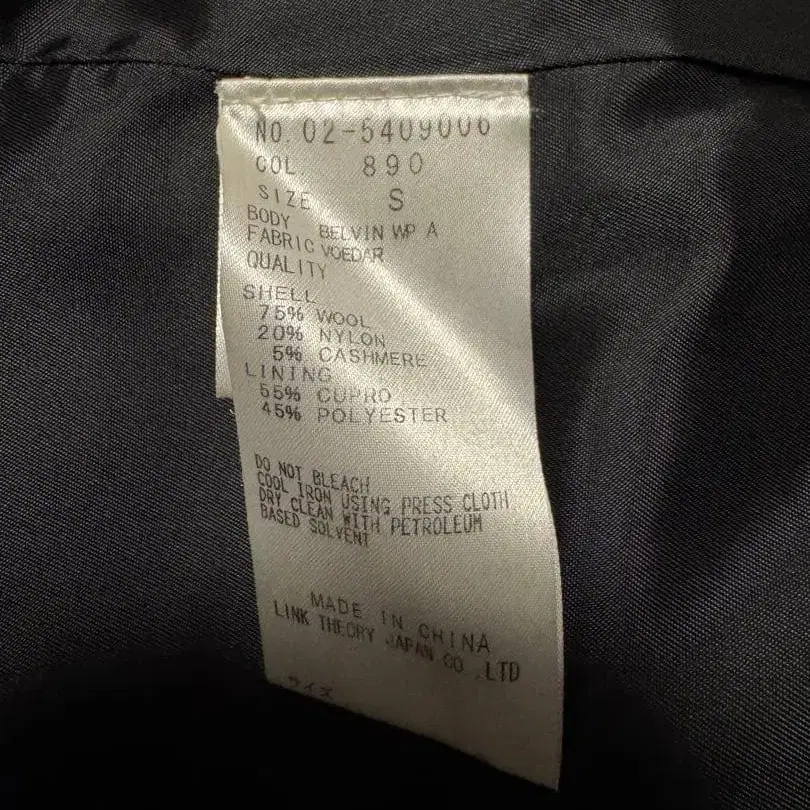 NO. 02-5409006
COL. 890
SIZE S
BODY BELVIN WP A
FABRIC VOEDAR
QUALITY
SHELL
75% WOOL
20% NYLON
5% CASHMERE
LINING
55% CUPRO
45% POLYESTER
DO NOT BLEACH
COOL IRON USING PRESS CLOTH
DRY CLEAN WITH PETROLEUM
BASED SOLVENT
MADE IN CHINA
LINK THEORY JAPAN CO.,LTD
サイズ